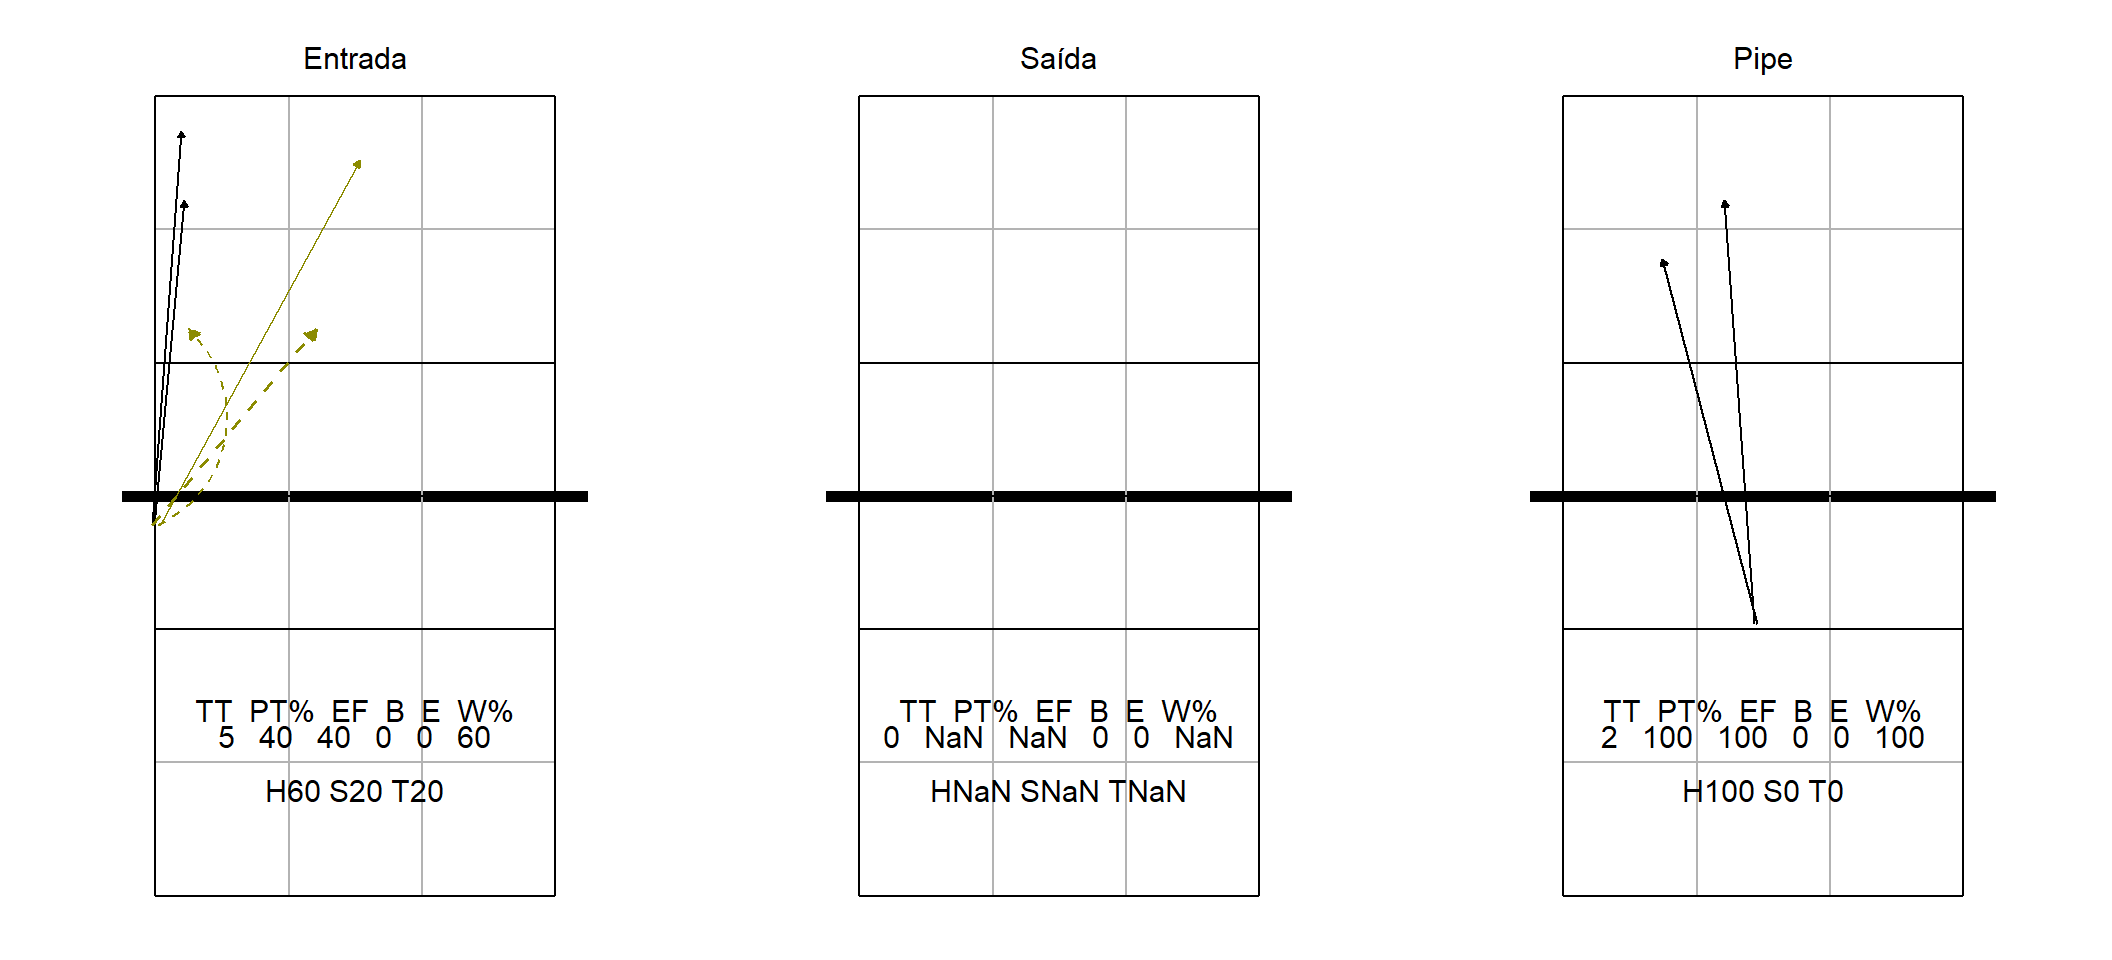 Entrada
TT PT% EF B E W%
5 40 40 0 0 60
H60 S20 T20
Saída
TT PT% EF B E W%
0 NaN NaN 0 0 NaN
HNaN SNaN TNaN
Pipe
TT PT% EF B E W%
2 100 100 0 0 100
H100 S0 T0